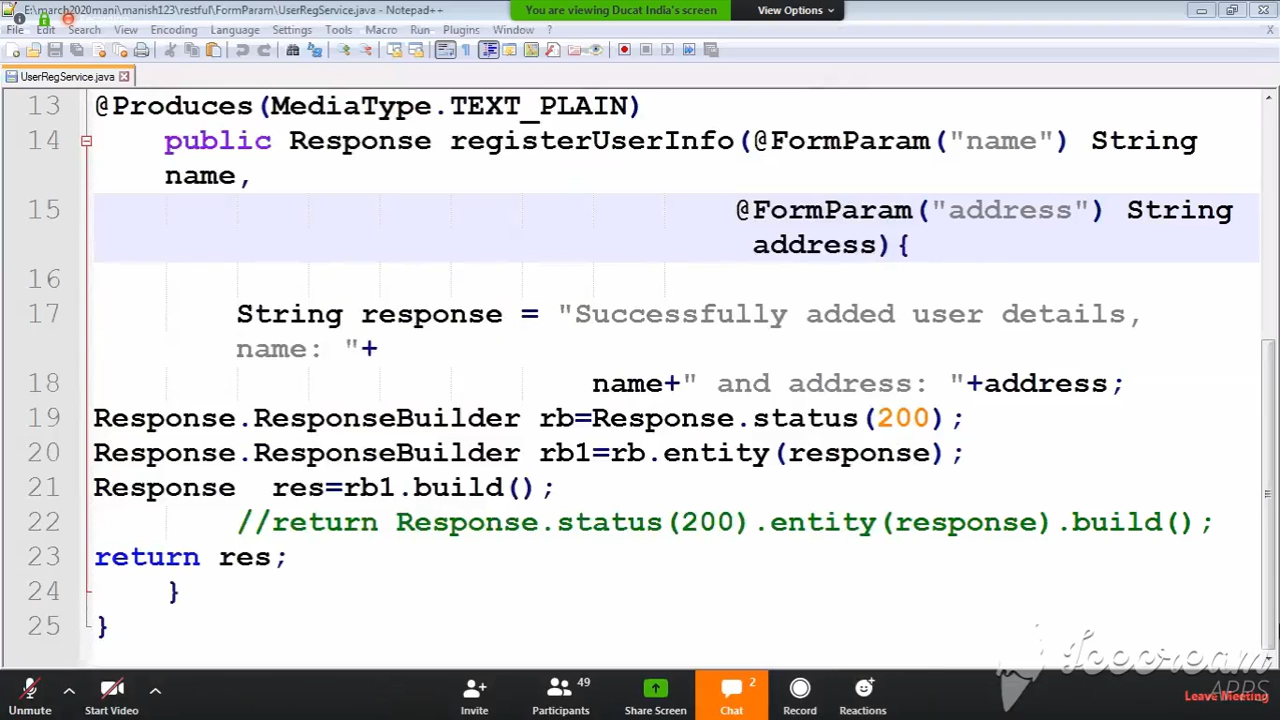 E:\march2020mani\manish123\restful\FormParam\UserRegService.java - Notepad++
You are viewing Ducat India's screen
View Options
File Edit Search View Encoding Language Settings Tools Macro Run Plugins Window ? X
UserRegService.java
13 @Produces(MediaType.TEXT_PLAIN)
14 public Response registerUserInfo(@FormParam("name") String
name,
15 @FormParam("address") String
address){
16
17 String response = "Successfully added user details,
name: "+
18 name+" and address: "+address;
19 Response.ResponseBuilder rb=Response.status(200);
20 Response.ResponseBuilder rb1=rb.entity(response);
21 Response  res=rb1.build();
22 //return Response.status(200).entity(response).build();
23 return res;
24 }
25 }
Icecream
APPS
Unmute Start Video Invite Participants 49 Share Screen Chat 2 Record Reactions Leave Meeting